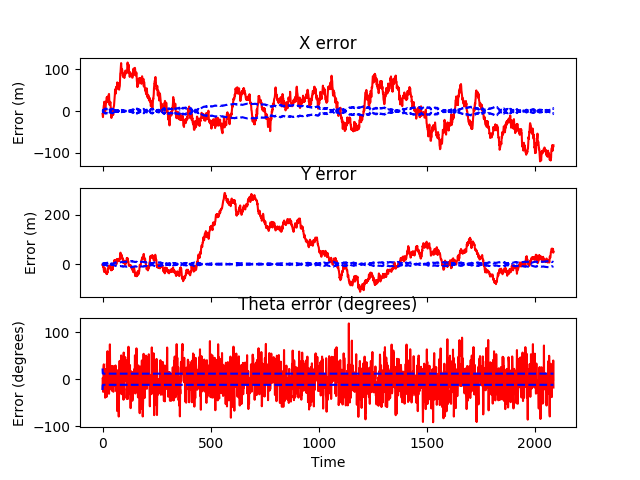 X error
Error (m)
100
0
−100
Y error
Error (m)
200
0
Theta error (degrees)
Error (degrees)
100
0
−100
0 500 1000 1500 2000
Time